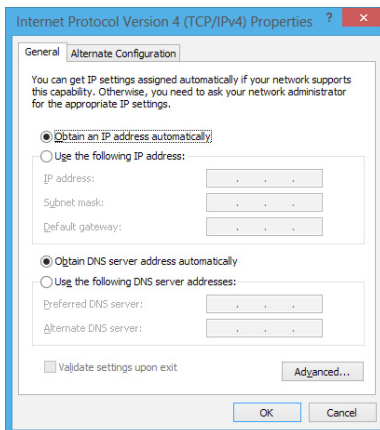 Internet Protocol Version 4 (TCP/IPv4) Properties ? ×
General Alternate Configuration
You can get IP settings assigned automatically if your network supports
this capability. Otherwise, you need to ask your network administrator
for the appropriate IP settings.
Obtain an IP address automatically
Use the following IP address:
IP address:
Subnet mask:
Default gateway:
Obtain DNS server address automatically
Use the following DNS server addresses:
Preferred DNS server:
Alternate DNS server:
Validate settings upon exit
Advanced...
OK Cancel